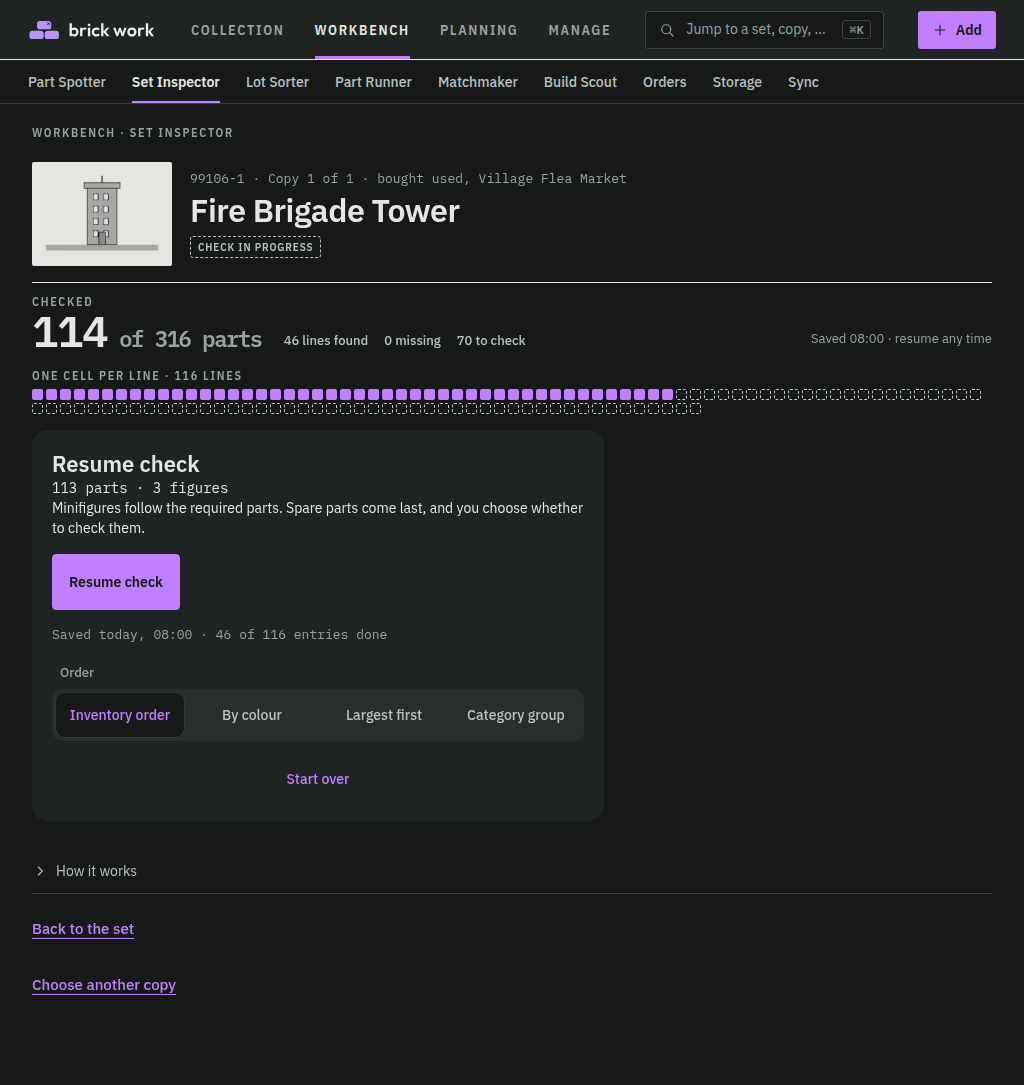 brick work
COLLECTION WORKBENCH PLANNING MANAGE
Jump to a set, copy, … ⌘K
Add
Part Spotter Set Inspector Lot Sorter Part Runner Matchmaker Build Scout Orders Storage Sync
WORKBENCH · SET INSPECTOR
99106-1 · Copy 1 of 1 · bought used, Village Flea Market
Fire Brigade Tower
CHECK IN PROGRESS
CHECKED
114 of 316 parts 46 lines found 0 missing 70 to check Saved 08:00 · resume any time
ONE CELL PER LINE · 116 LINES
Resume check
113 parts · 3 figures
Minifigures follow the required parts. Spare parts come last, and you choose whether
to check them.
Resume check
Saved today, 08:00 · 46 of 116 entries done
Order
Inventory order By colour Largest first Category group
Start over
How it works
Back to the set
Choose another copy